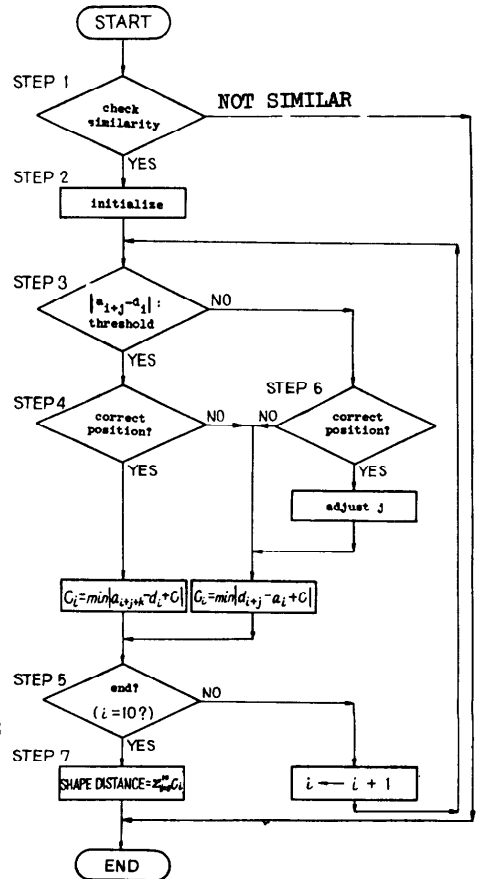 START
STEP 1
check
similarity
NOT SIMILAR
YES
STEP 2
initialize
STEP 3
|a_{i+j}-d_i| :
threshold
NO
YES
STEP 4
correct
position?
NO
YES
STEP 6
correct
position?
NO
YES
adjust j
C_i=min|a_{i+j+k}-d_i+C|
C_i=min|d_{i+j}-a_i+C|
STEP 5
end?
(i=10?)
NO
YES
STEP 7
SHAPE DISTANCE=
i ← i + 1
END